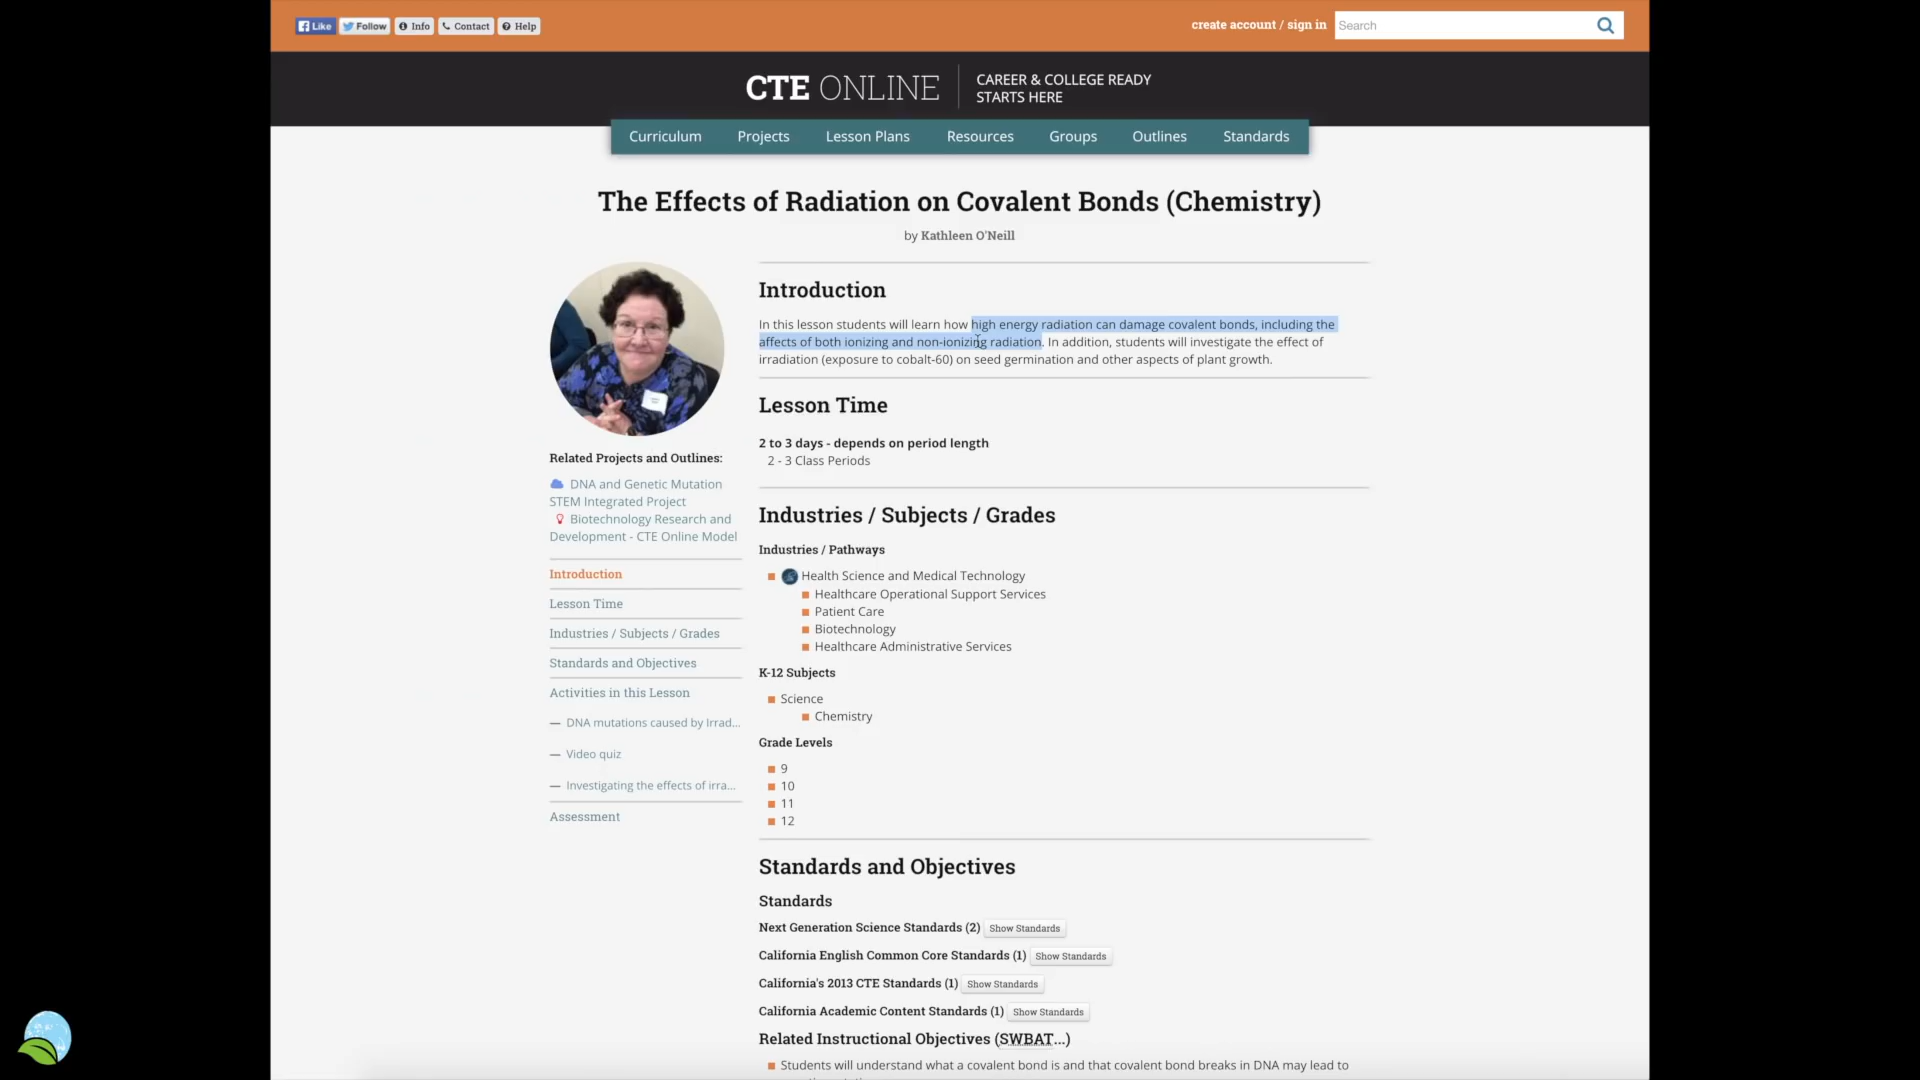 Like Follow Info Contact Help
create account / sign in Search
CTE ONLINE
CAREER & COLLEGE READY
STARTS HERE
Curriculum Projects Lesson Plans Resources Groups Outlines Standards
The Effects of Radiation on Covalent Bonds (Chemistry)
by Kathleen O'Neill
Related Projects and Outlines:
DNA and Genetic Mutation
STEM Integrated Project
Biotechnology Research and
Development - CTE Online Model
Introduction
Lesson Time
Industries / Subjects / Grades
Standards and Objectives
Activities in this Lesson
— DNA mutations caused by Irrad...
— Video quiz
— Investigating the effects of irra...
Assessment
Introduction
In this lesson students will learn how high energy radiation can damage covalent bonds, including the
affects of both ionizing and non-ionizing radiation. In addition, students will investigate the effect of
irradiation (exposure to cobalt-60) on seed germination and other aspects of plant growth.
Lesson Time
2 to 3 days - depends on period length
2 - 3 Class Periods
Industries / Subjects / Grades
Industries / Pathways
Health Science and Medical Technology
Healthcare Operational Support Services
Patient Care
Biotechnology
Healthcare Administrative Services
K-12 Subjects
Science
Chemistry
Grade Levels
9
10
11
12
Standards and Objectives
Standards
Next Generation Science Standards (2) Show Standards
California English Common Core Standards (1) Show Standards
California's 2013 CTE Standards (1) Show Standards
California Academic Content Standards (1) Show Standards
Related Instructional Objectives (SWBAT...)
Students will understand what a covalent bond is and that covalent bond breaks in DNA may lead to